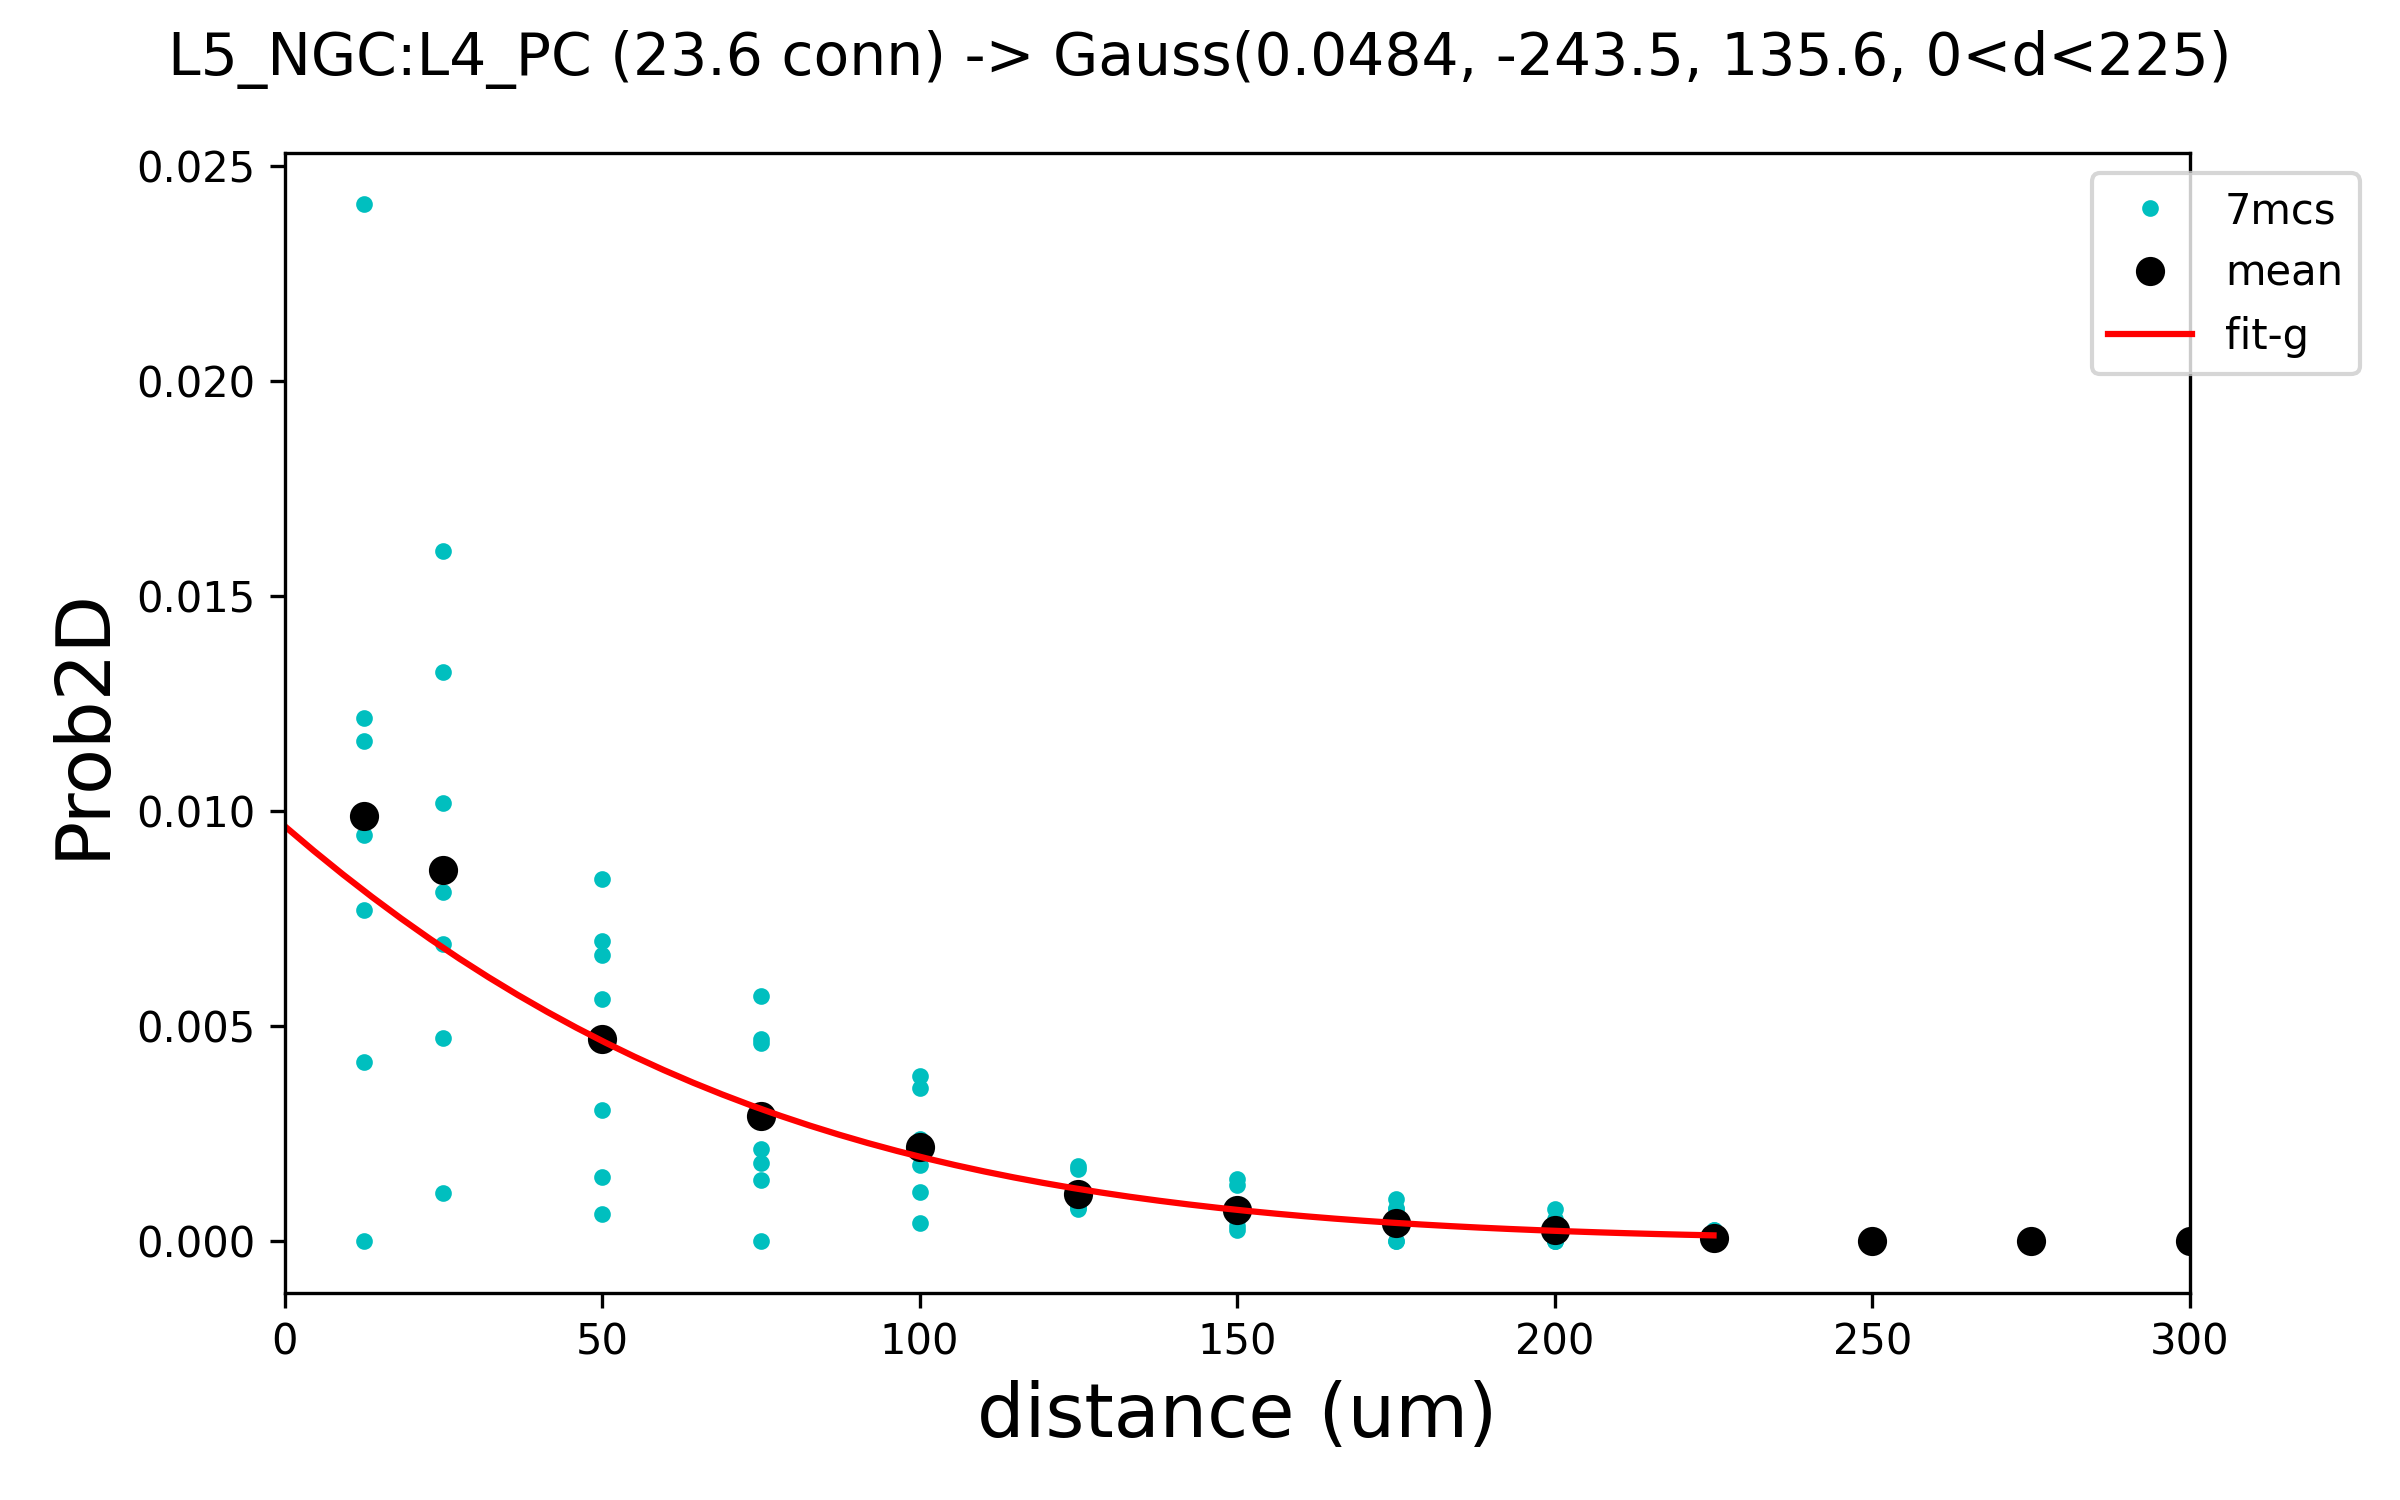 L5_NGC:L4_PC (23.6 conn) -> Gauss(0.0484, -243.5, 135.6, 0<d<225)
0.025
0.020
0.015
0.010
0.005
0.000
Prob2D
7mcs
mean
fit-g
0 50 100 150 200 250 300
distance (um)